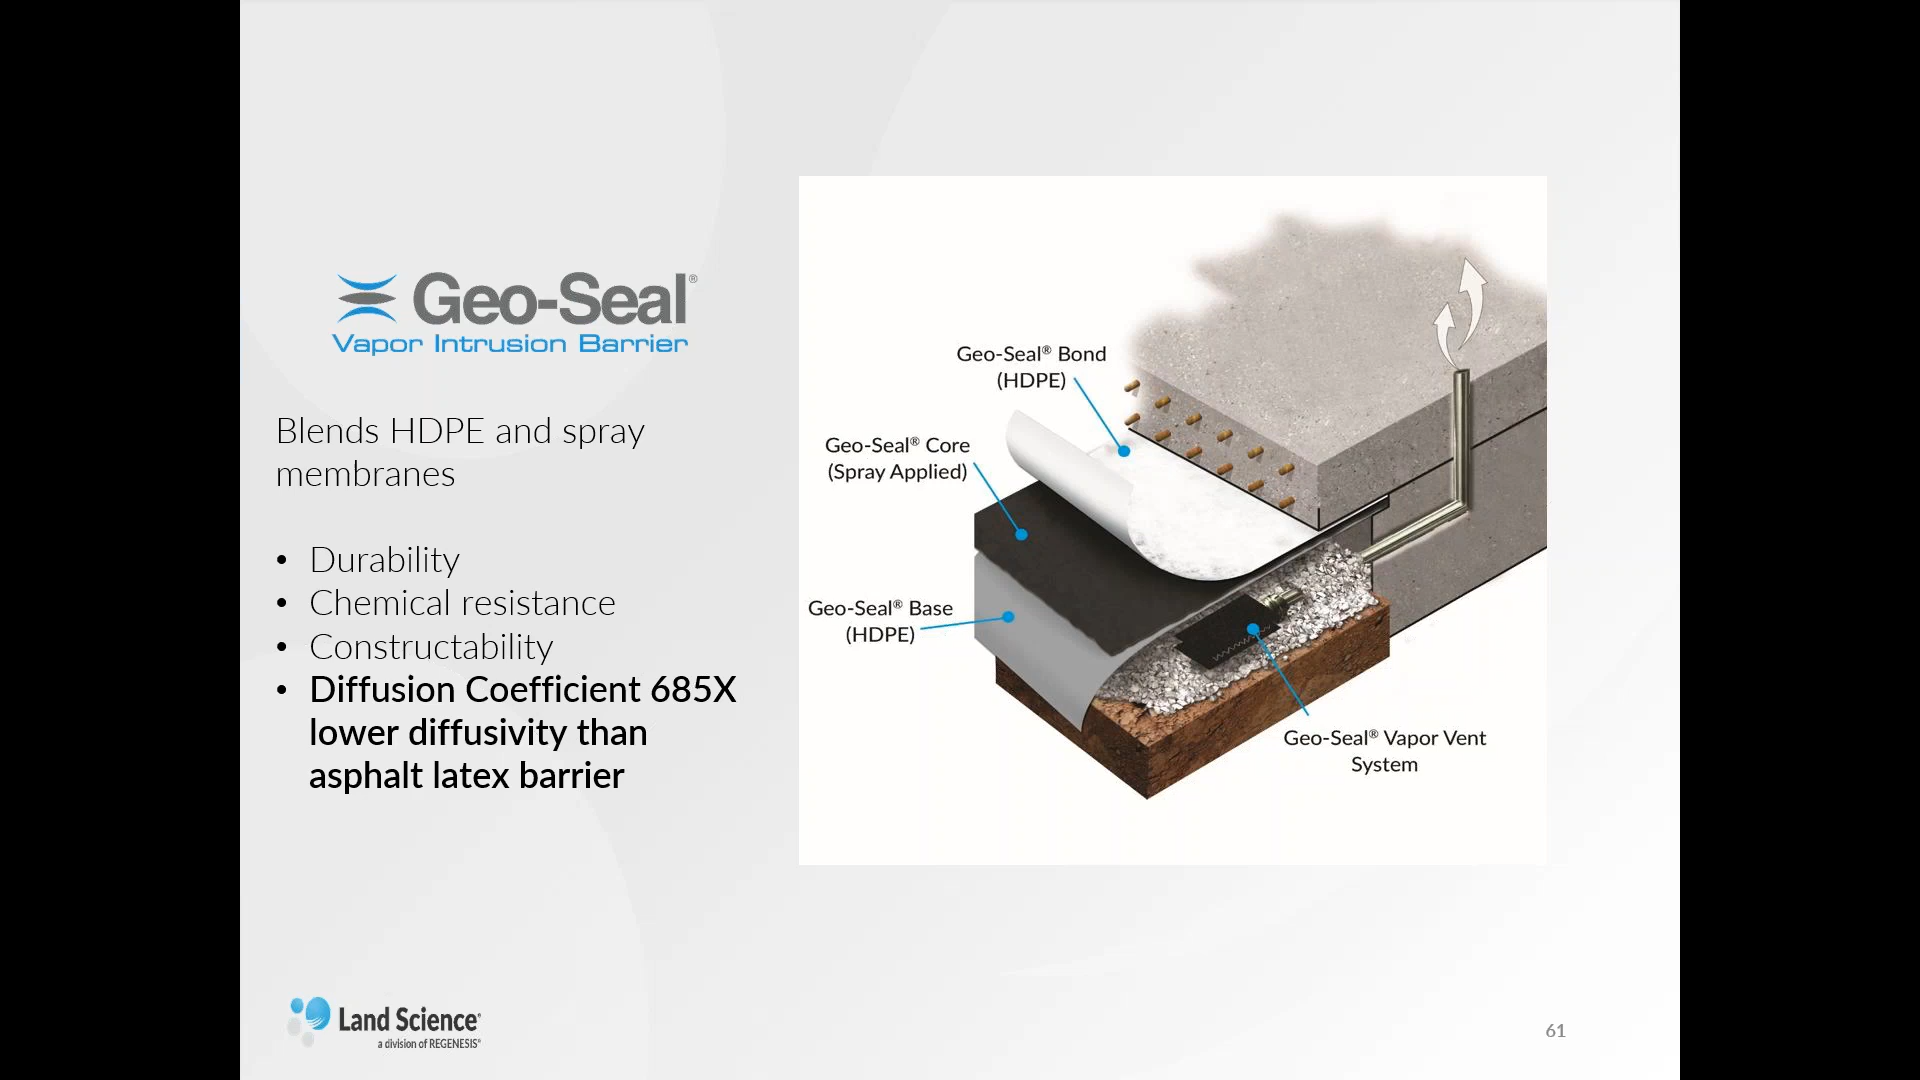 Geo-Seal®
Vapor Intrusion Barrier
Blends HDPE and spray
membranes
• Durability
• Chemical resistance
• Constructability
• Diffusion Coefficient 685X
lower diffusivity than
asphalt latex barrier
Geo-Seal® Bond
(HDPE)
Geo-Seal® Core
(Spray Applied)
Geo-Seal® Base
(HDPE)
Geo-Seal® Vapor Vent
System
Land Science®
a division of REGENESIS®
61